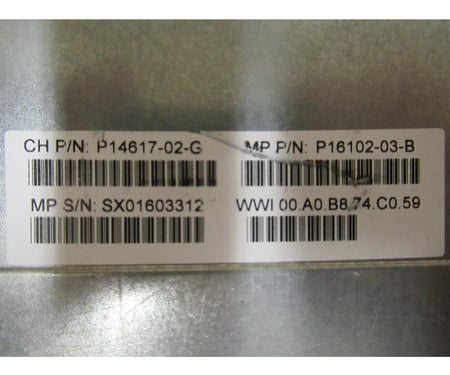 CH P/N: P14617-02-G MP P/N: P16102-03-B
MP S/N: SX01603312 WWI 00.A0.B8.74.C0.59